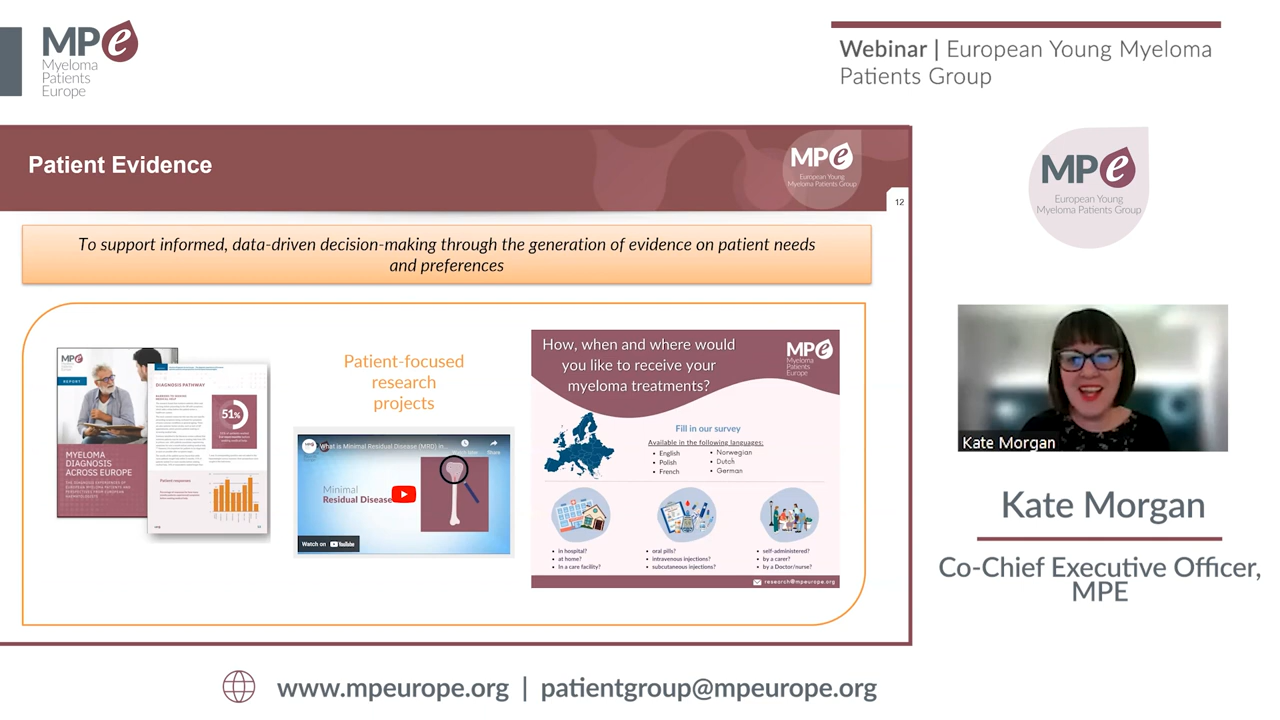 MPe
Myeloma
Patients
Europe
Webinar | European Young Myeloma
Patients Group
Patient Evidence
MPe
European Young
Myeloma Patients Group
12
To support informed, data-driven decision-making through the generation of evidence on patient needs
and preferences
MPe
REPORT
MYELOMA
DIAGNOSIS
ACROSS EUROPE
DIAGNOSIS PATHWAY
51%
Patient responses
Patient-focused
research
projects
What is Minimal Residual Disease (MRD) in...
Share
Minimal
Residual Disease
Watch on YouTube
How, when and where would
you like to receive your
myeloma treatments?
MPe
Myeloma
Patients
Europe
Fill in our survey
Available in the following languages:
• English
• Polish
• French
• Norwegian
• Dutch
• German
• in hospital?
• at home?
• In a care facility?
• oral pills?
• intravenous injections?
• subcutaneous injections?
• self-administered?
• by a carer?
• by a Doctor/nurse?
research@mpeurope.org
MPe
European Young
Myeloma Patients Group
Kate Morgan
Kate Morgan
Co-Chief Executive Officer,
MPE
www.mpeurope.org | patientgroup@mpeurope.org